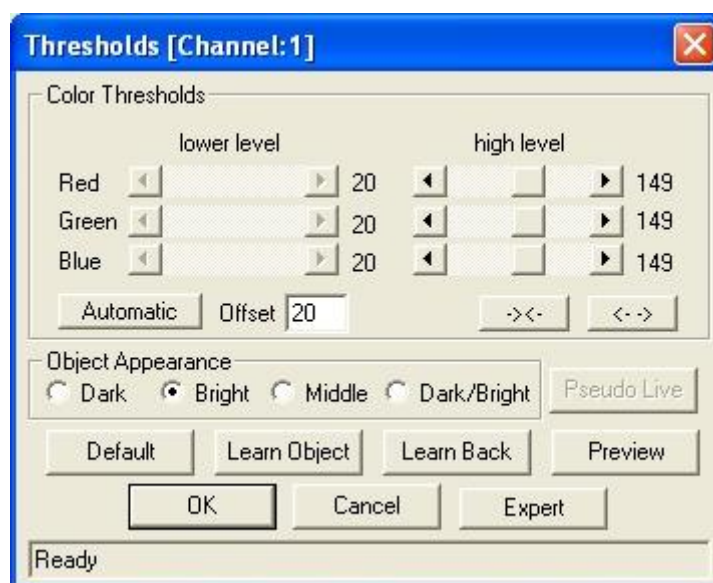 Thresholds [Channel:1]
Color Thresholds
lower level high level
Red 20 149
Green 20 149
Blue 20 149
Automatic Offset 20 -><- <-->
Object Appearance
Dark Bright Middle Dark/Bright Pseudo Live
Default Learn Object Learn Back Preview
OK Cancel Expert
Ready